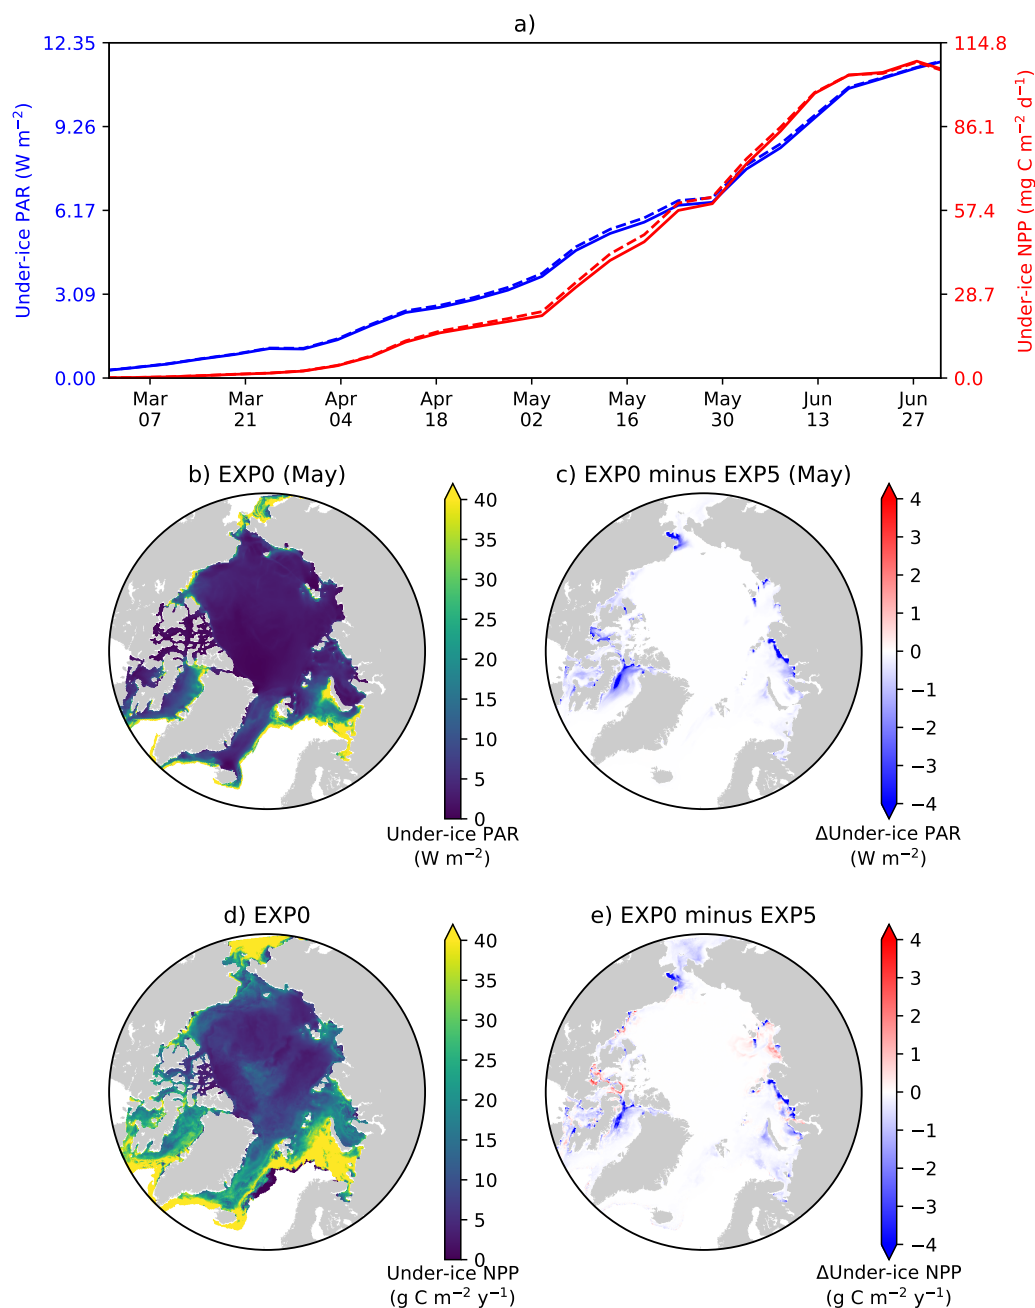 a)
12.35
9.26
6.17
3.09
0.00
Under-ice PAR (W m⁻²)
114.8
86.1
57.4
28.7
0.0
Under-ice NPP (mg C m⁻² d⁻¹)
Mar 07
Mar 21
Apr 04
Apr 18
May 02
May 16
May 30
Jun 13
Jun 27
b) EXP0 (May)
40
35
30
25
20
15
10
5
0
Under-ice PAR
(W m⁻²)
c) EXP0 minus EXP5 (May)
4
3
2
1
0
−1
−2
−3
−4
ΔUnder-ice PAR
(W m⁻²)
d) EXP0
40
35
30
25
20
15
10
5
0
Under-ice NPP
(g C m⁻² y⁻¹)
e) EXP0 minus EXP5
4
3
2
1
0
−1
−2
−3
−4
ΔUnder-ice NPP
(g C m⁻² y⁻¹)